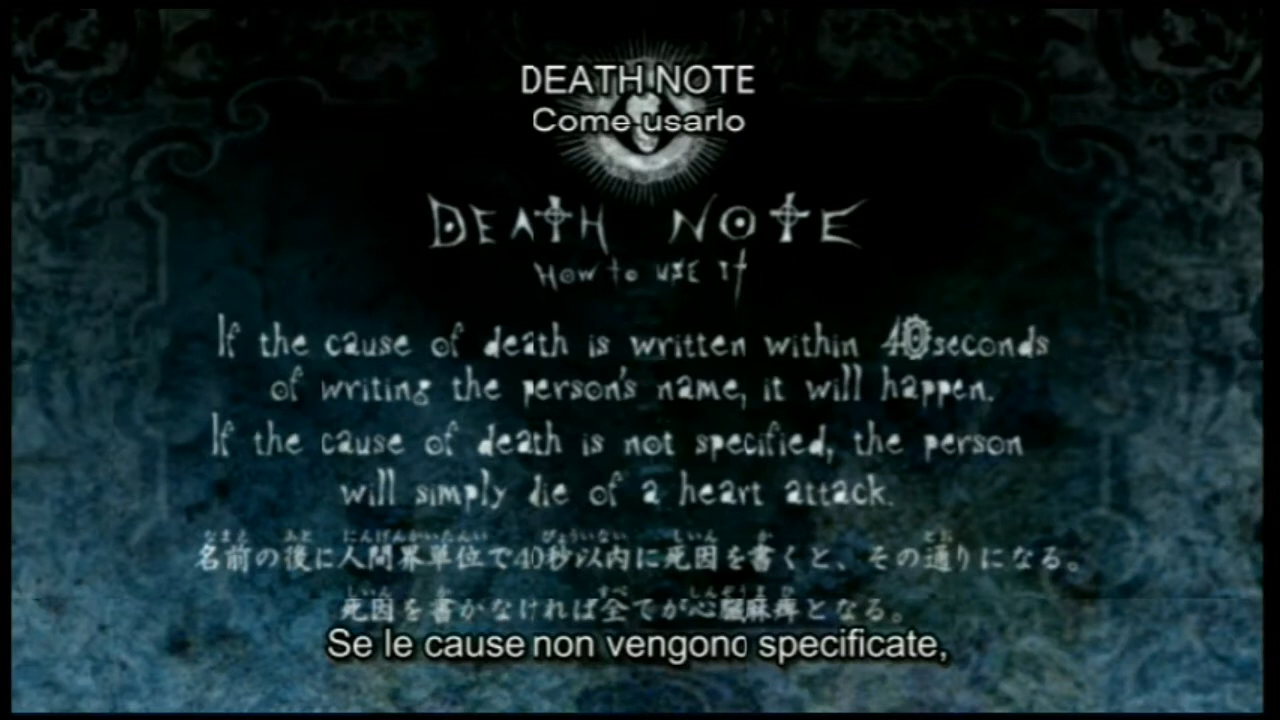 DEATH NOTE
Come usarlo
DEATH NOTE
How to use it
If the cause of death is written within 40 seconds
of writing the person's name, it will happen.
If the cause of death is not specified, the person
will simply die of a heart attack.
名前の後に人間界単位で40秒以内に死因を書くと、その通りになる。
死因を書かなければ全てが心臓麻痺となる。
Se le cause non vengono specificate,